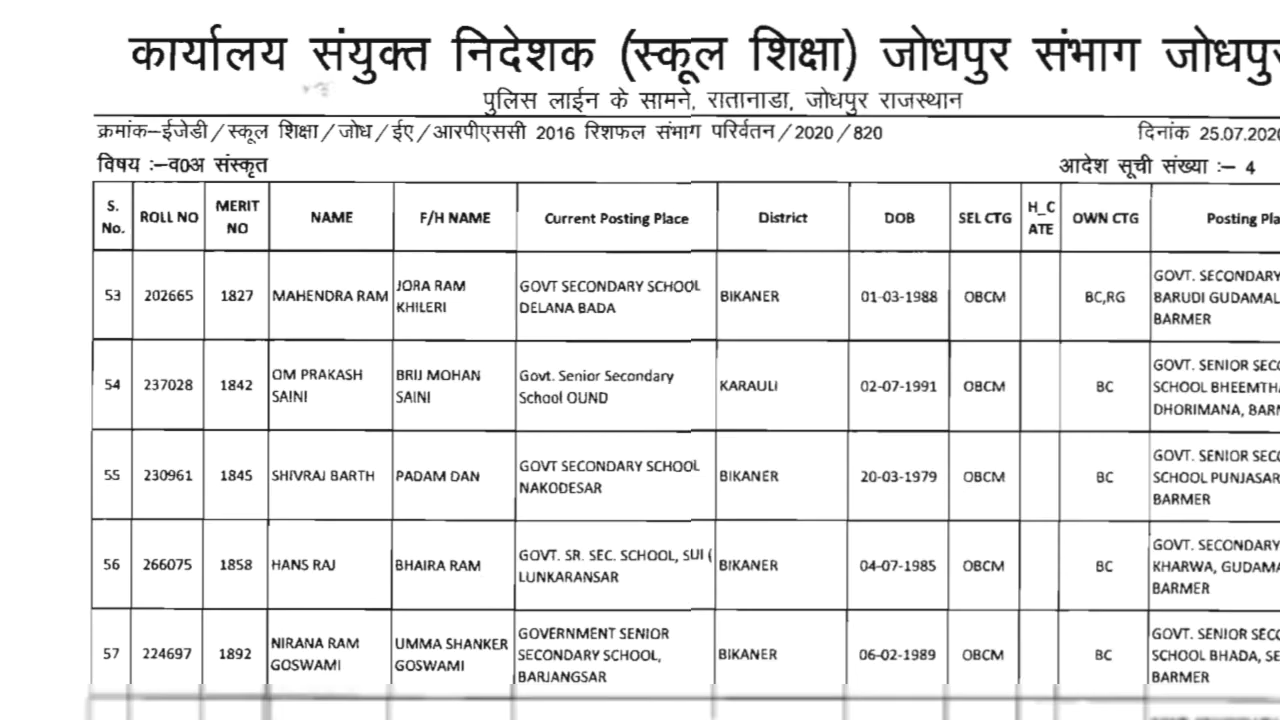 कार्यालय संयुक्त निदेशक (स्कूल शिक्षा) जोधपुर संभाग जोधपुर
पुलिस लाईन के सामने, रातानाडा, जोधपुर राजस्थान
क्रमांक–ईजेडी/स्कूल शिक्षा/जोध/ईए/आरपीएससी 2016 रिशफल संभाग परिर्वतन/2020/820 दिनांक 25.07.2020
विषय :–व0अ संस्कृत आदेश सूची संख्या :– 4
S. No. ROLL NO MERIT NO NAME F/H NAME Current Posting Place District DOB SEL CTG H_C ATE OWN CTG Posting
53 202665 1827 MAHENDRA RAM JORA RAM KHILERI GOVT SECONDARY SCHOOL DELANA BADA BIKANER 01-03-1988 OBCM BC,RG GOVT. SECONDARY BARUDI GUDAMAL BARMER
54 237028 1842 OM PRAKASH SAINI BRIJ MOHAN SAINI Govt. Senior Secondary School OUND KARAULI 02-07-1991 OBCM BC GOVT. SENIOR SEC SCHOOL BHEEMTH DHORIMANA, BARM
55 230961 1845 SHIVRAJ BARTH PADAM DAN GOVT SECONDARY SCHOOL NAKODESAR BIKANER 20-03-1979 OBCM BC GOVT. SENIOR SEC SCHOOL PUNJASAR BARMER
56 266075 1858 HANS RAJ BHAIRA RAM GOVT. SR. SEC. SCHOOL, SUI ( LUNKARANSAR BIKANER 04-07-1985 OBCM BC GOVT. SECONDARY KHARWA, GUDAMA BARMER
57 224697 1892 NIRANA RAM GOSWAMI UMMA SHANKER GOSWAMI GOVERNMENT SENIOR SECONDARY SCHOOL, BARJANGSAR BIKANER 06-02-1989 OBCM BC GOVT. SENIOR SEC SCHOOL BHADA, SE BARMER